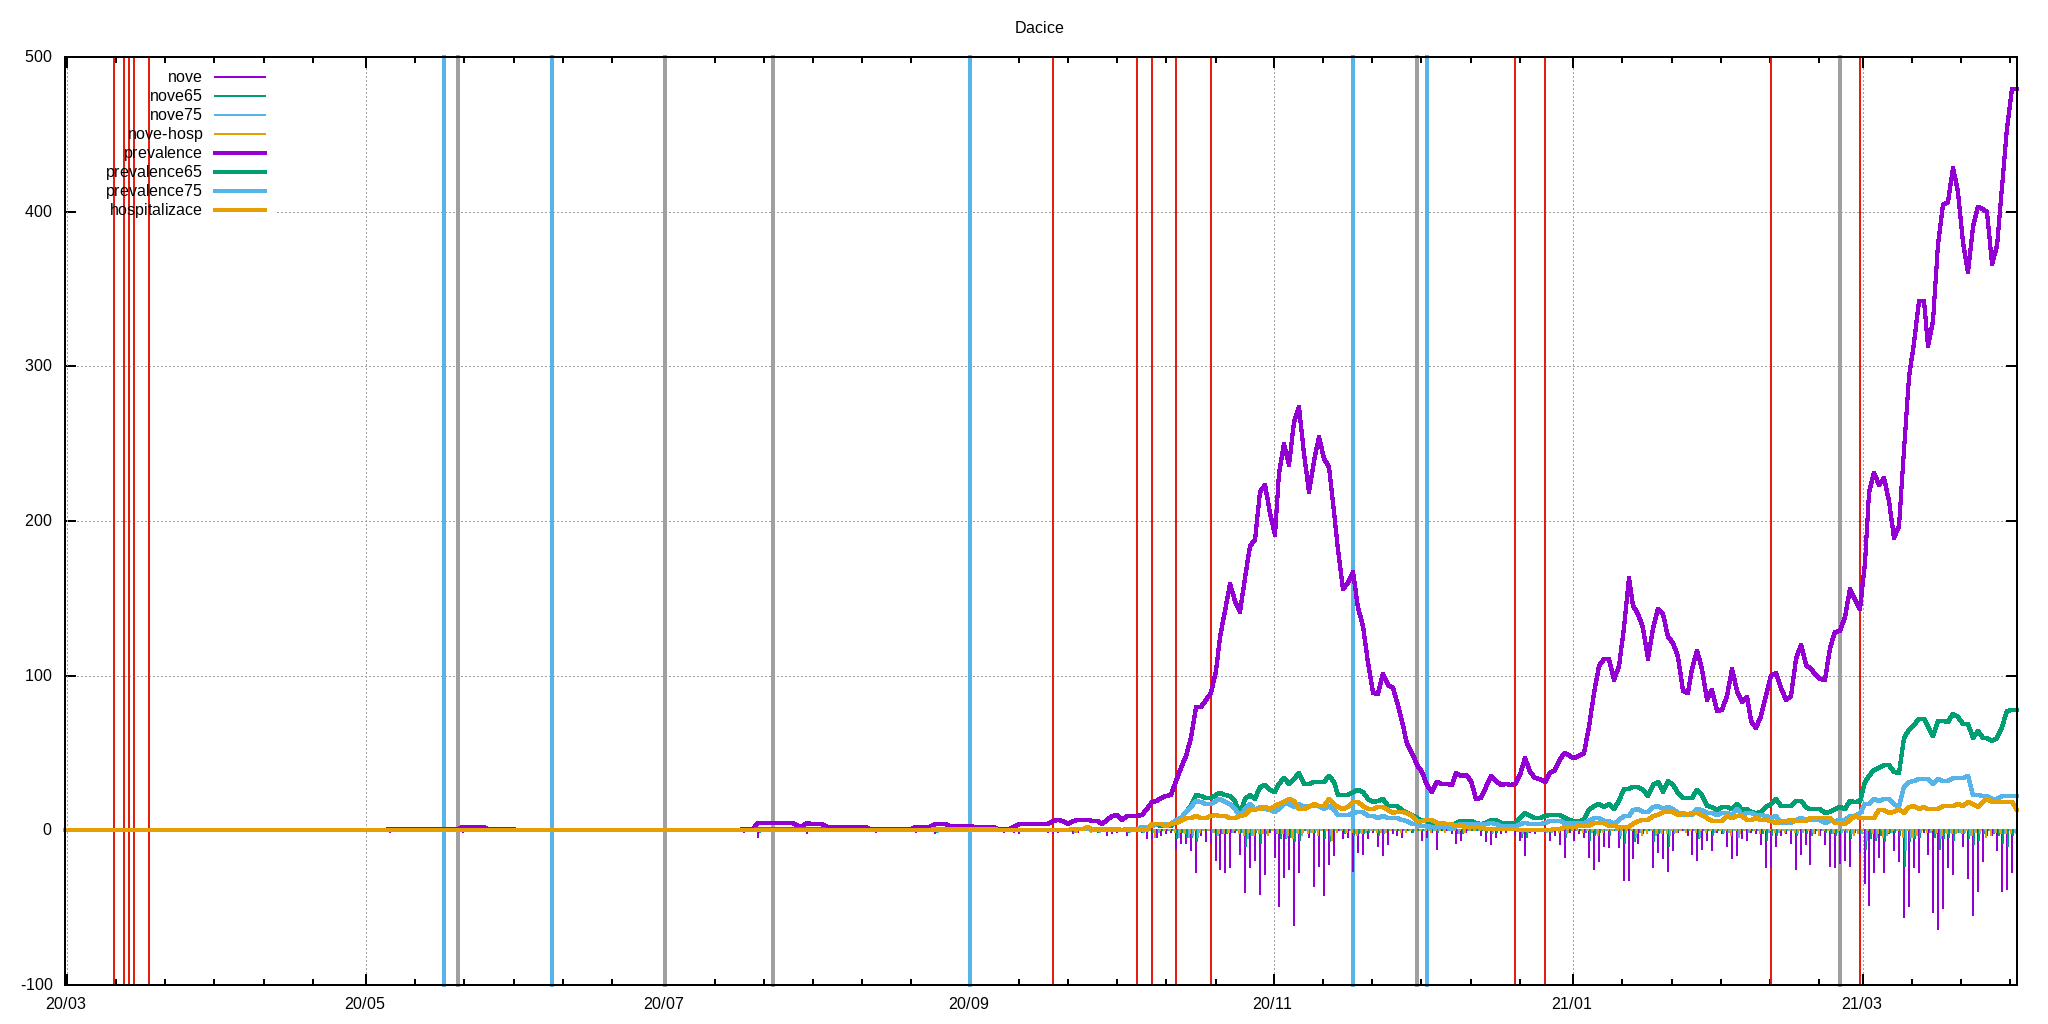 Dacice
500
nove
nove65
nove75
nove-hosp
prevalence
prevalence65
prevalence75
hospitalizace
400
300
200
100
0
-100
20/03 20/05 20/07 20/09 20/11 21/01 21/03